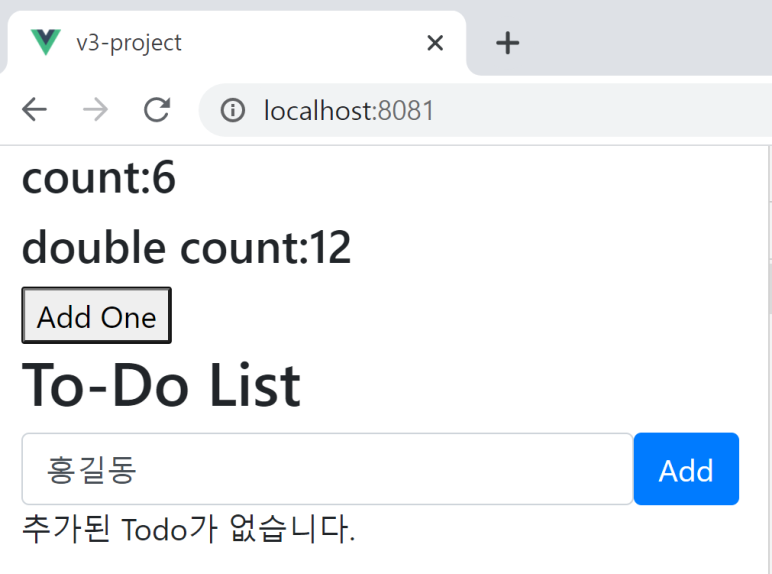 v3-project
localhost:8081
count:6
double count:12
Add One
To-Do List
홍길동 Add
추가된 Todo가 없습니다.